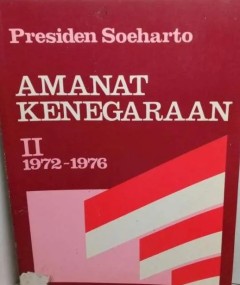 Presiden Soeharto
AMANAT
KENEGARAAN
II
1972-1976